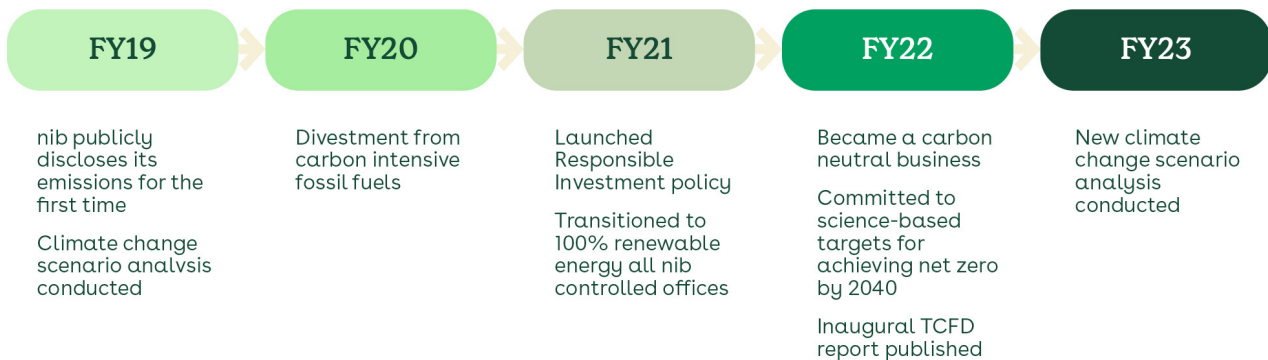 FY19
nib publicly
discloses its
emissions for the
first time
Climate change
scenario analysis
conducted
FY20
Divestment from
carbon intensive
fossil fuels
FY21
Launched
Responsible
Investment policy
Transitioned to
100% renewable
energy all nib
controlled offices
FY22
Became a carbon
neutral business
Committed to
science-based
targets for
achieving net zero
by 2040
Inaugural TCFD
report published
FY23
New climate
change scenario
analysis
conducted